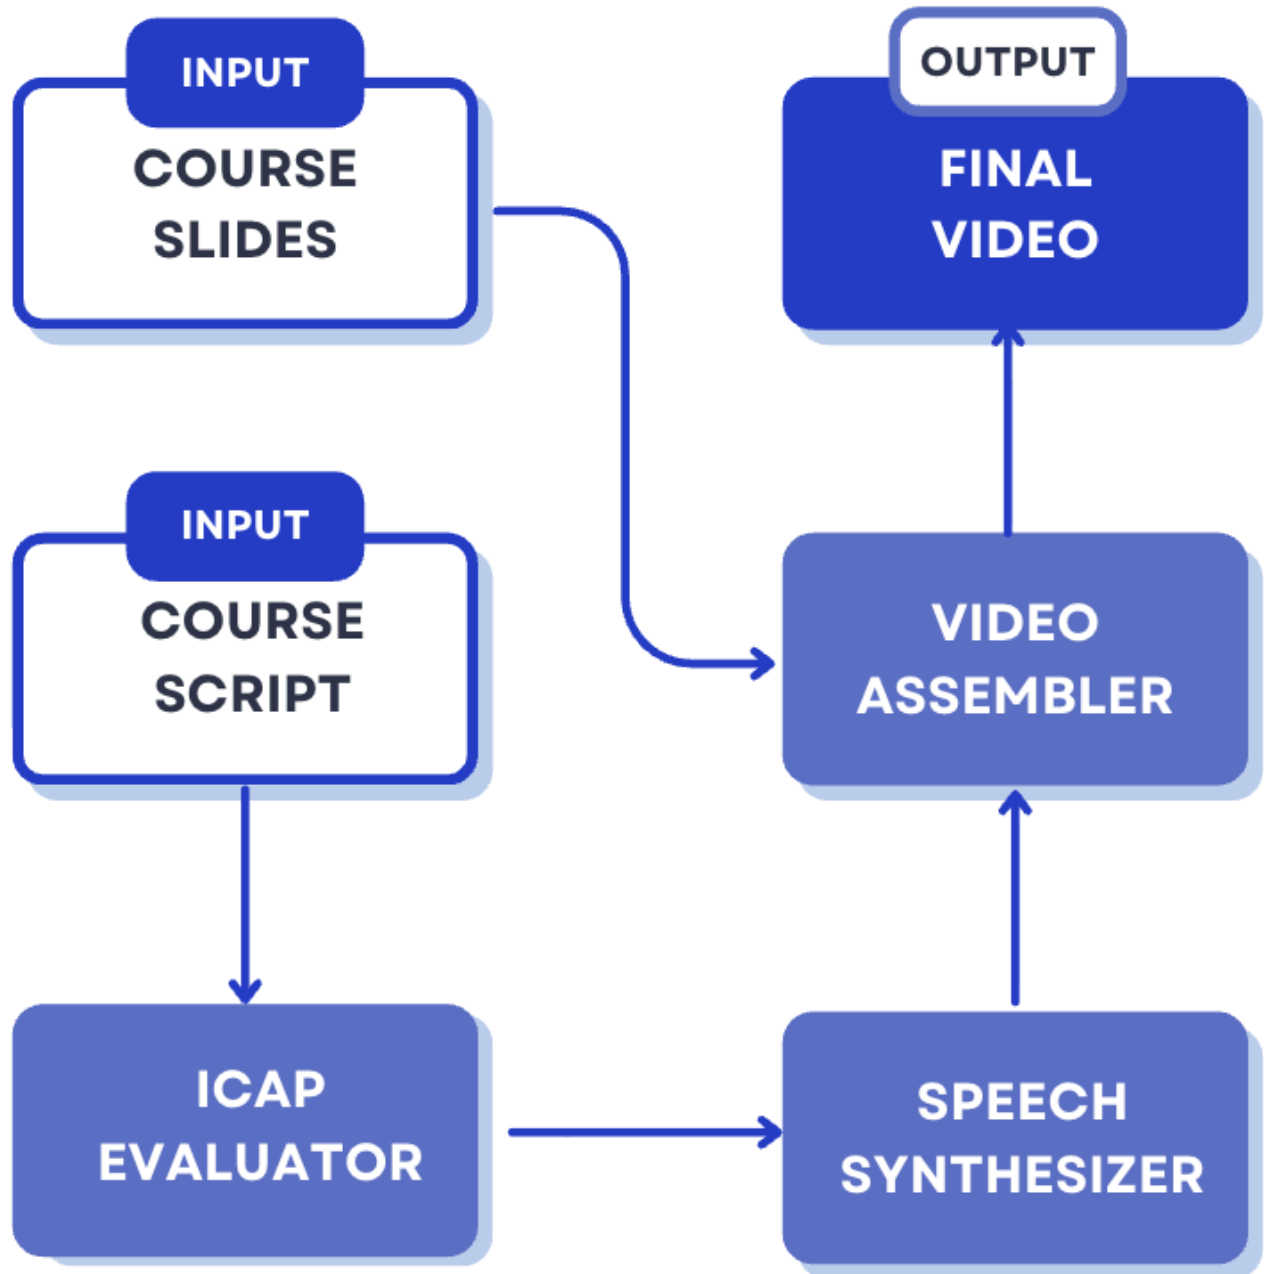 INPUT
COURSE
SLIDES
OUTPUT
FINAL
VIDEO
INPUT
COURSE
SCRIPT
VIDEO
ASSEMBLER
ICAP
EVALUATOR
SPEECH
SYNTHESIZER